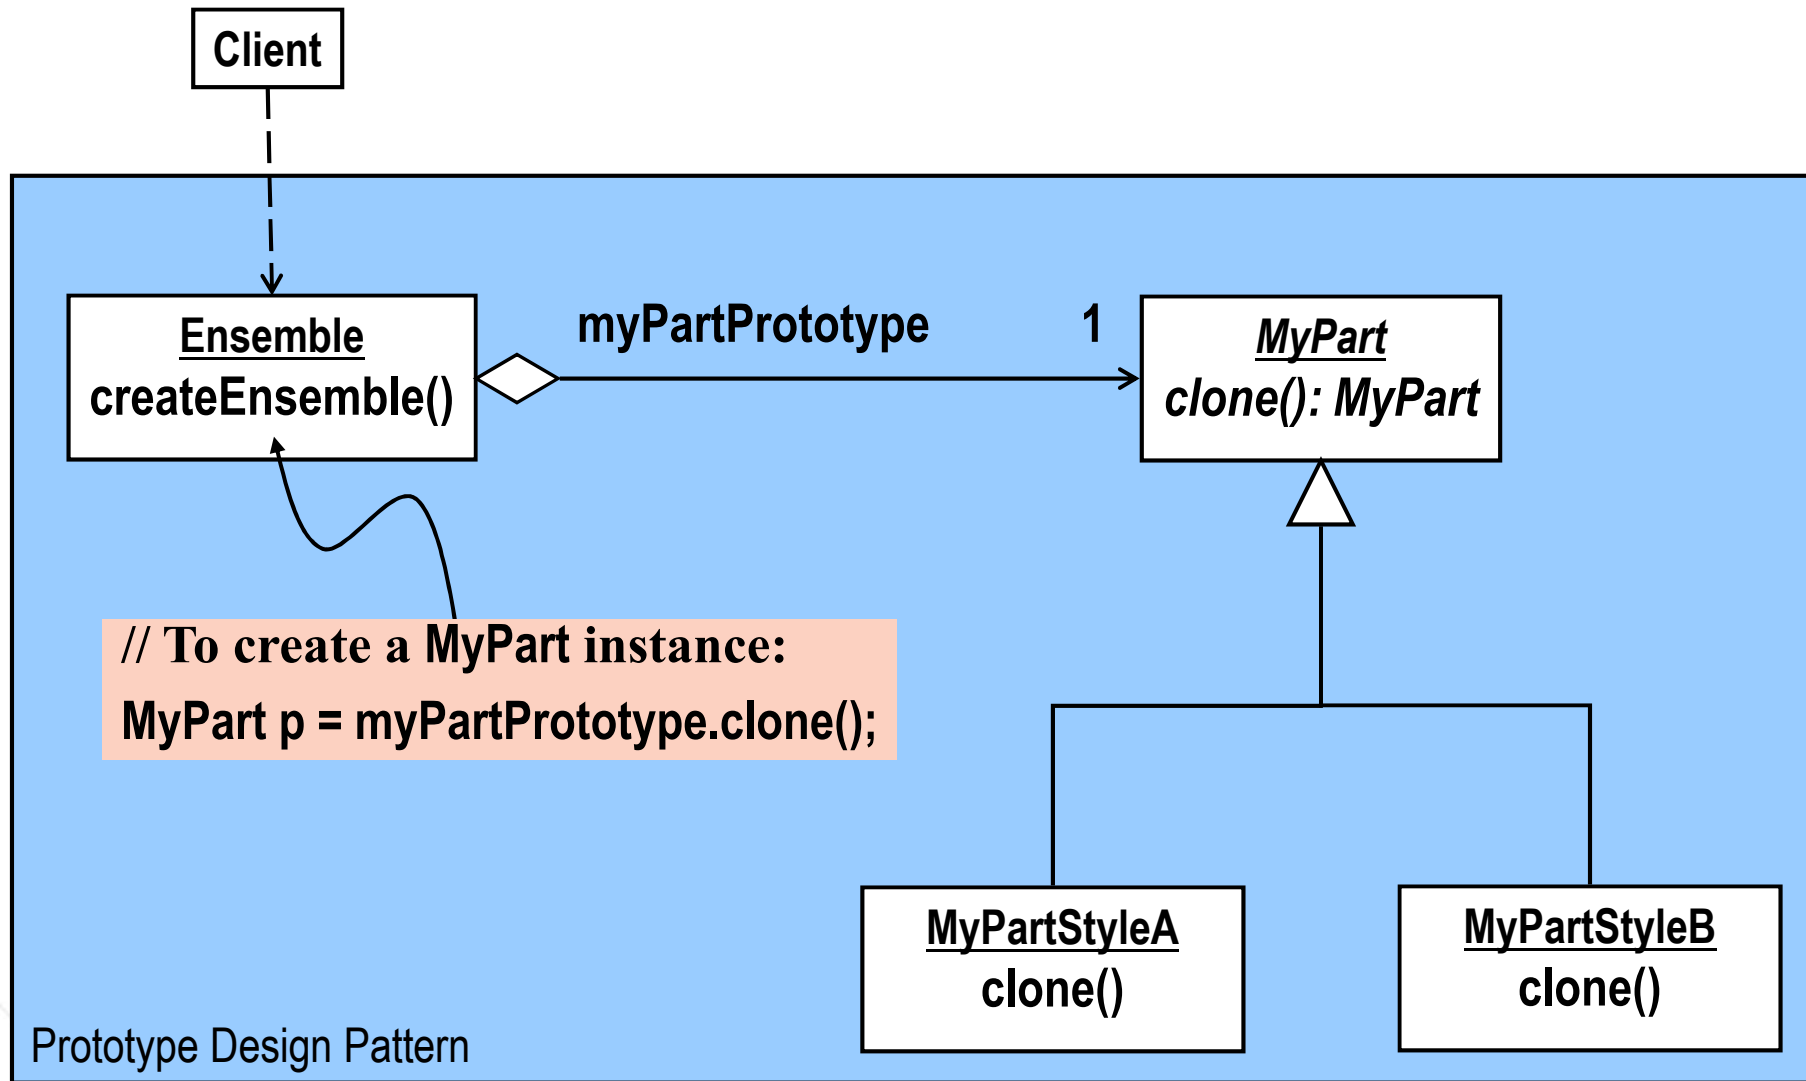 Client
Ensemble
createEnsemble()
myPartPrototype 1
MyPart
clone(): MyPart
// To create a MyPart instance:
MyPart p = myPartPrototype.clone();
MyPartStyleA
clone()
MyPartStyleB
clone()
Prototype Design Pattern